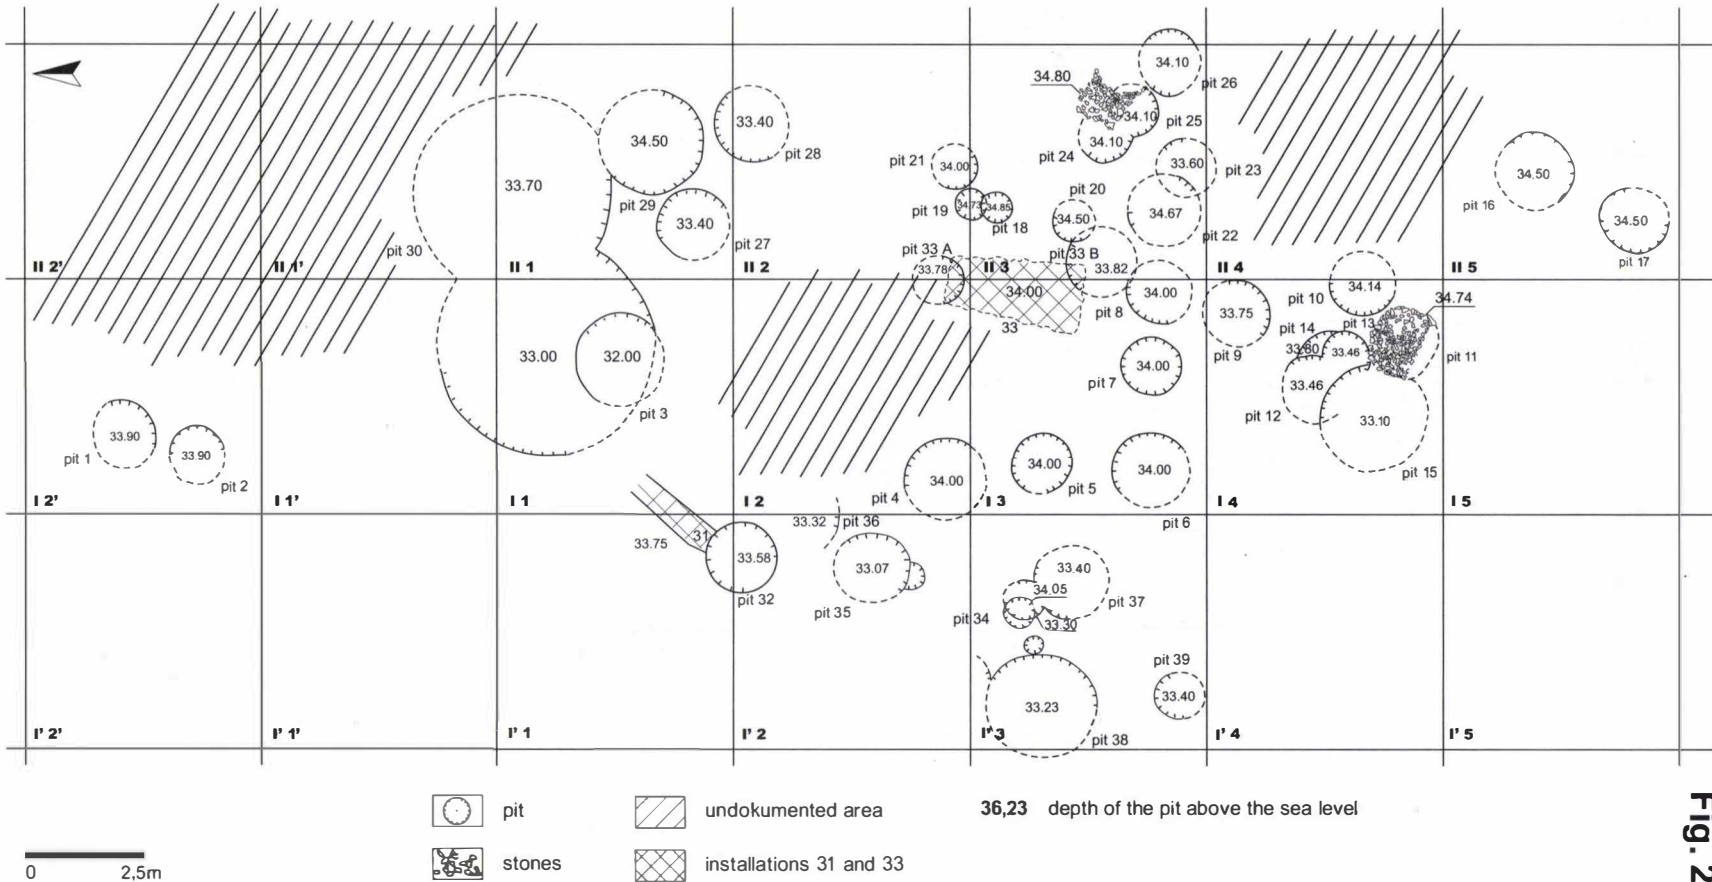 34.10
34.80
pit 26
34.10
pit 25
34.50
33.40
pit 28
34.10
pit 24
pit 21
34.00
33.60
pit 23
34.50
33.70
pit 29
pit 20
pit 16
33.40
pit 19
34.73
34.85
34.50
34.67
34.50
pit 27
pit 18
pit 22
pit 30
pit 33 A
pit 33 B
pit 17
II 2'
II 1'
II 1
II 2
33.78
II 3
33.82
II 4
II 5
34.00
34.00
pit 10
34.14
34.74
33
pit 8
33.75
pit 14
pit 13
33.00
32.00
pit 9
33.80
33.46
pit 11
pit 7
34.00
33.46
pit 3
pit 12
33.10
33.90
pit 1
33.90
pit 2
34.00
34.00
34.00
pit 15
I 2'
I 1'
I 1
I 2
pit 4
I 3
pit 5
I 4
I 5
33.32
pit 36
pit 6
33.75
31
33.58
33.07
33.40
pit 32
34.05
pit 37
pit 35
pit 34
33.30
pit 39
33.40
33.23
I' 2'
I' 1'
I' 1
I' 2
I' 3
pit 38
I' 4
I' 5
pit
undokumented area
36,23 depth of the pit above the sea level
stones
installations 31 and 33
0 2,5m
Fig. 2